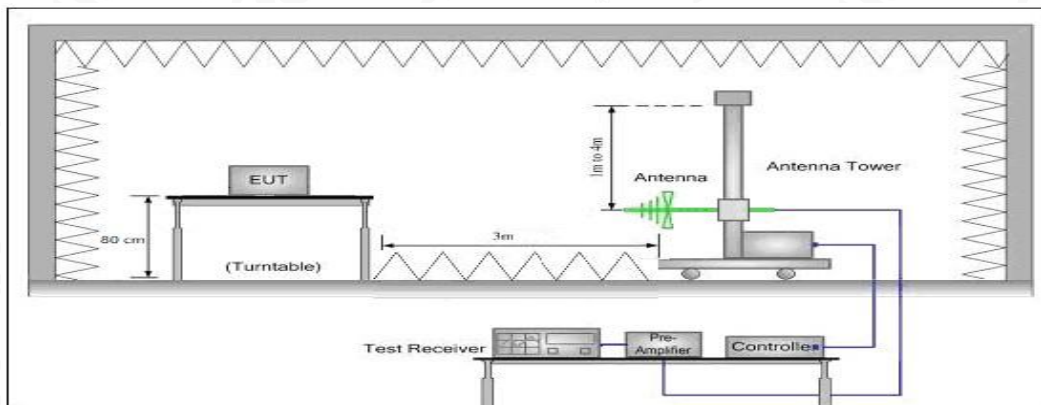 EUT
80 cm
(Turntable)
3m
1m to 4m
Antenna
Antenna Tower
Test Receiver
Pre-
Amplifier
Controller